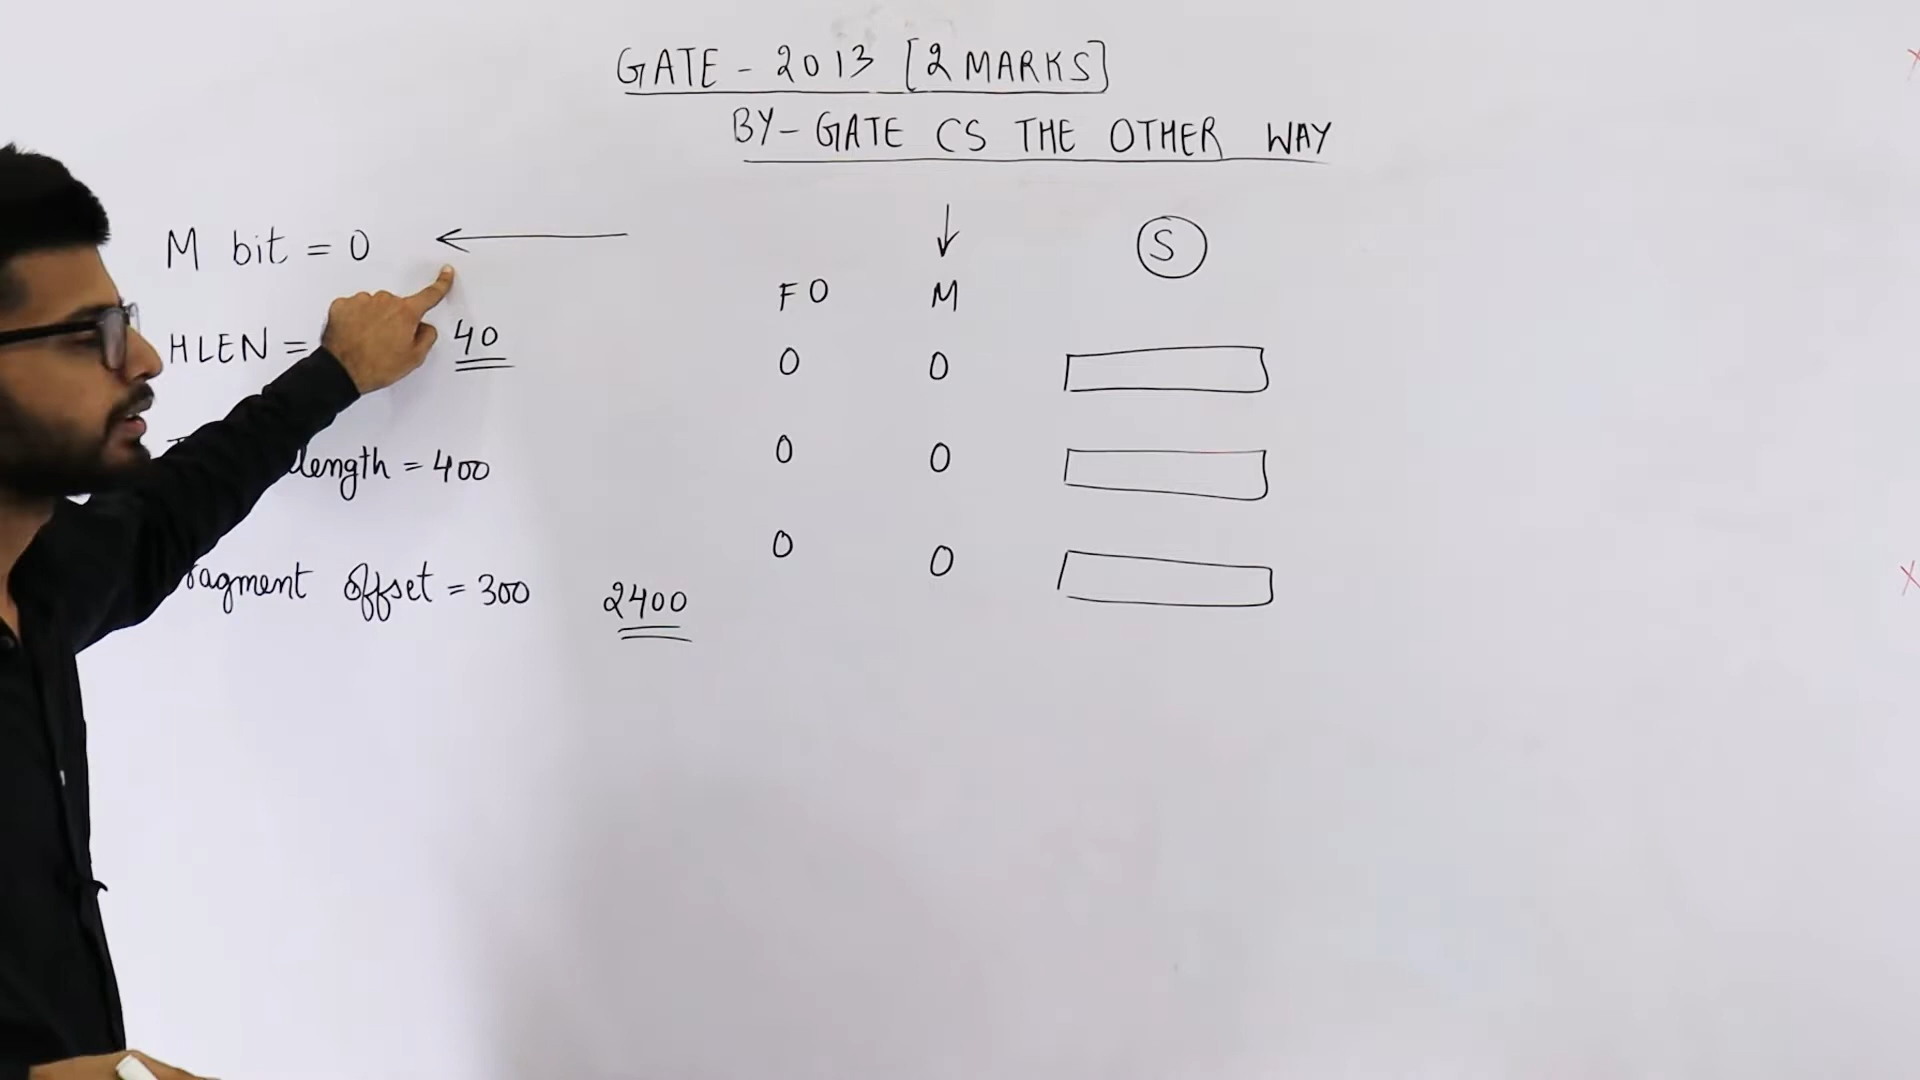 GATE - 2013 [2 MARKS]
BY - GATE CS THE OTHER WAY
M bit = 0
HLEN = 40
length = 400
ragment offset = 300 2400
FO M S
0 0
0 0
0 0